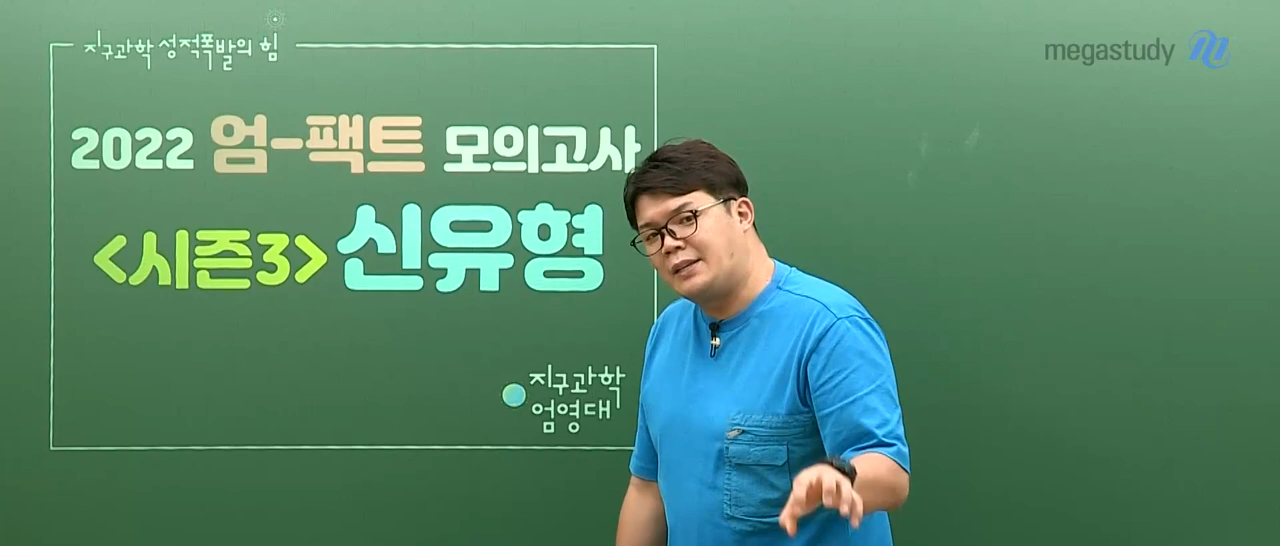 지구과학 성적폭발의 힘
megastudy
2022 엄-팩트 모의고사
<시즌3> 신유형
지구과학
엄영대